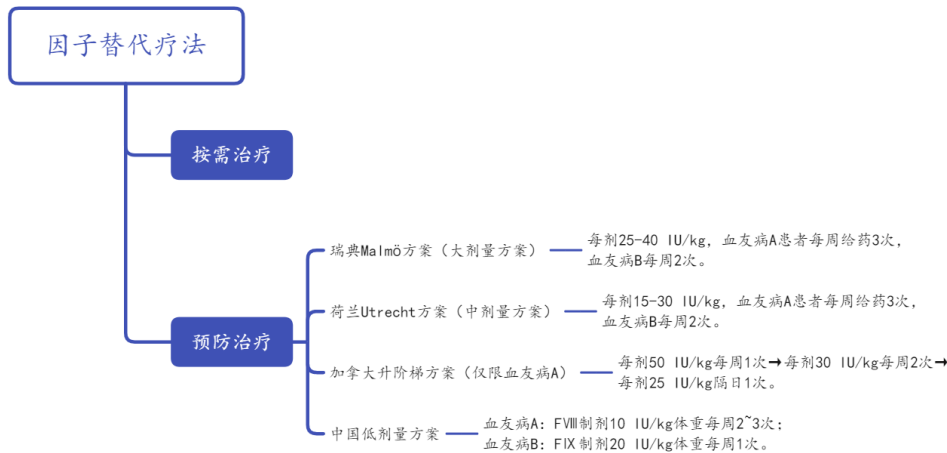 因子替代疗法
按需治疗
预防治疗
瑞典Malmö方案（大剂量方案）
每剂25-40 IU/kg，血友病A患者每周给药3次，
血友病B每周2次。
荷兰Utrecht方案（中剂量方案）
每剂15-30 IU/kg，血友病A患者每周给药3次，
血友病B每周2次。
加拿大升阶梯方案（仅限血友病A）
每剂50 IU/kg每周1次→每剂30 IU/kg每周2次→
每剂25 IU/kg隔日1次。
中国低剂量方案
血友病A：FⅧ制剂10 IU/kg体重每周2~3次；
血友病B：FⅨ制剂20 IU/kg体重每周1次。